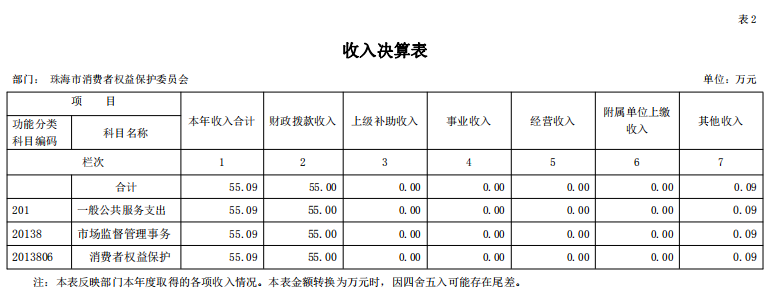 表 2
收入决算表
部门： 珠海市消费者权益保护委员会 单位：万元
项 目 本年收入合计 财政拨款收入 上级补助收入 事业收入 经营收入 附属单位上缴收入 其他收入
功能分类科目编码 科目名称
栏次 1 2 3 4 5 6 7
合计 55.09 55.00 0.00 0.00 0.00 0.00 0.09
201 一般公共服务支出 55.09 55.00 0.00 0.00 0.00 0.00 0.09
20138 市场监督管理事务 55.09 55.00 0.00 0.00 0.00 0.00 0.09
2013806 消费者权益保护 55.09 55.00 0.00 0.00 0.00 0.00 0.09
注：本表反映部门本年度取得的各项收入情况。本表金额转换为万元时，因四舍五入可能存在尾差。